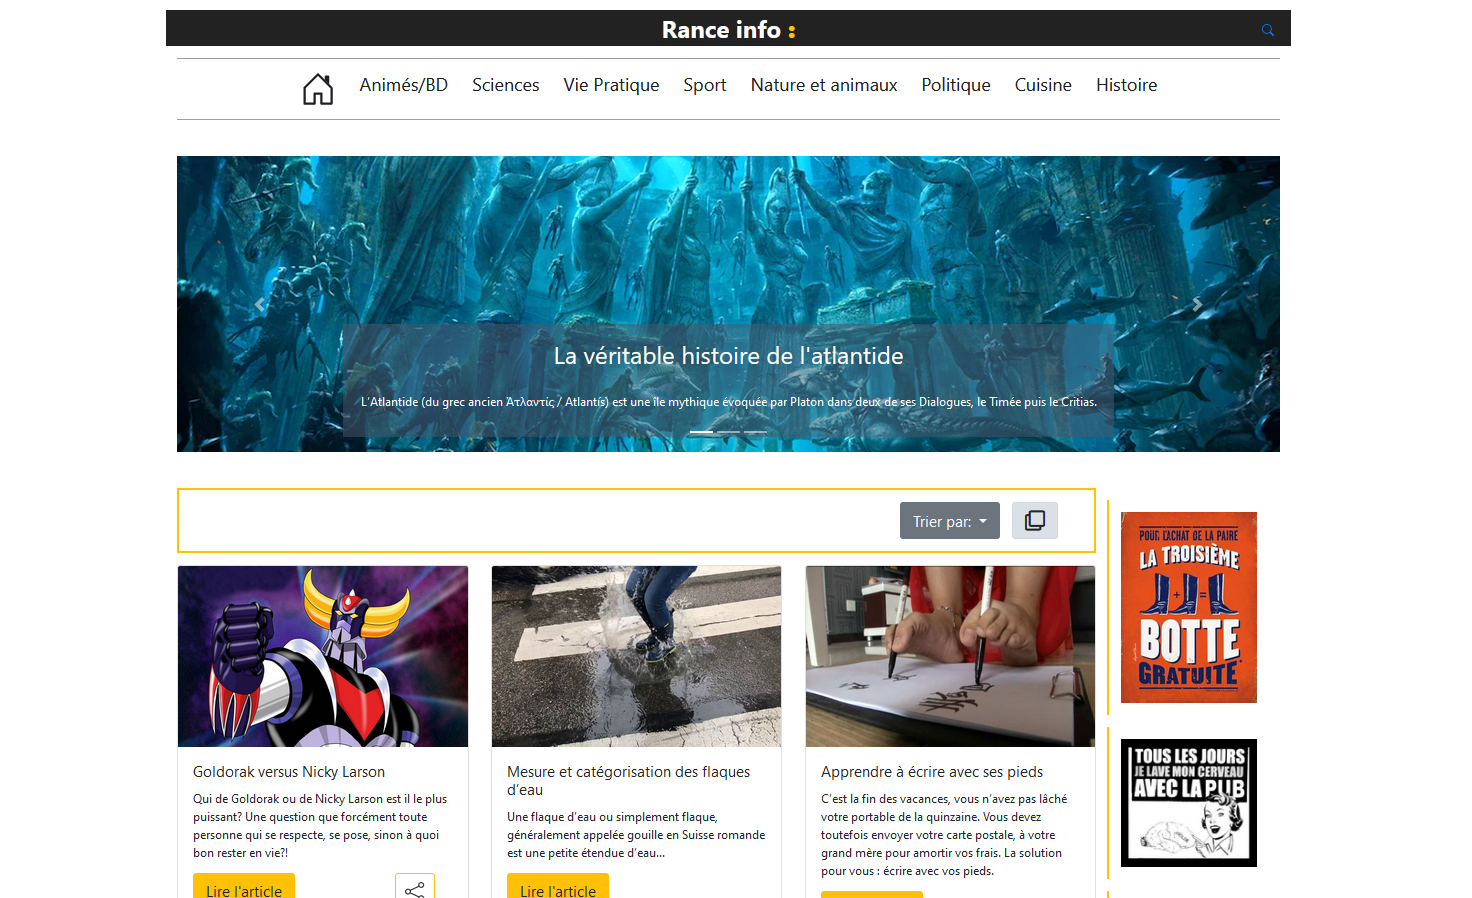 Rance info :
Animés/BD Sciences Vie Pratique Sport Nature et animaux Politique Cuisine Histoire
La véritable histoire de l'atlantide
L’Atlantide (du grec ancien Ἀτλαντίς / Atlantís) est une île mythique évoquée par Platon dans deux de ses Dialogues, le Timée puis le Critias.
Trier par:
POUR L'ACHAT DE LA PAIRE
LA TROISIÈME
+ =
BOTTE
GRATUITE*
TOUS LES JOURS
JE LAVE MON CERVEAU
AVEC LA PUB
Goldorak versus Nicky Larson
Qui de Goldorak ou de Nicky Larson est il le plus
puissant? Une question que forcément toute
personne qui se respecte, se pose, sinon à quoi
bon rester en vie?!
Lire l'article
Mesure et catégorisation des flaques
d’eau
Une flaque d’eau ou simplement flaque,
généralement appelée gouille en Suisse romande
est une petite étendue d’eau...
Lire l'article
Apprendre à écrire avec ses pieds
C’est la fin des vacances, vous n’avez pas lâché
votre portable de la quinzaine. Vous devez
toutefois envoyer votre carte postale, à votre
grand mère pour amortir vos frais. La solution
pour vous : écrire avec vos pieds.